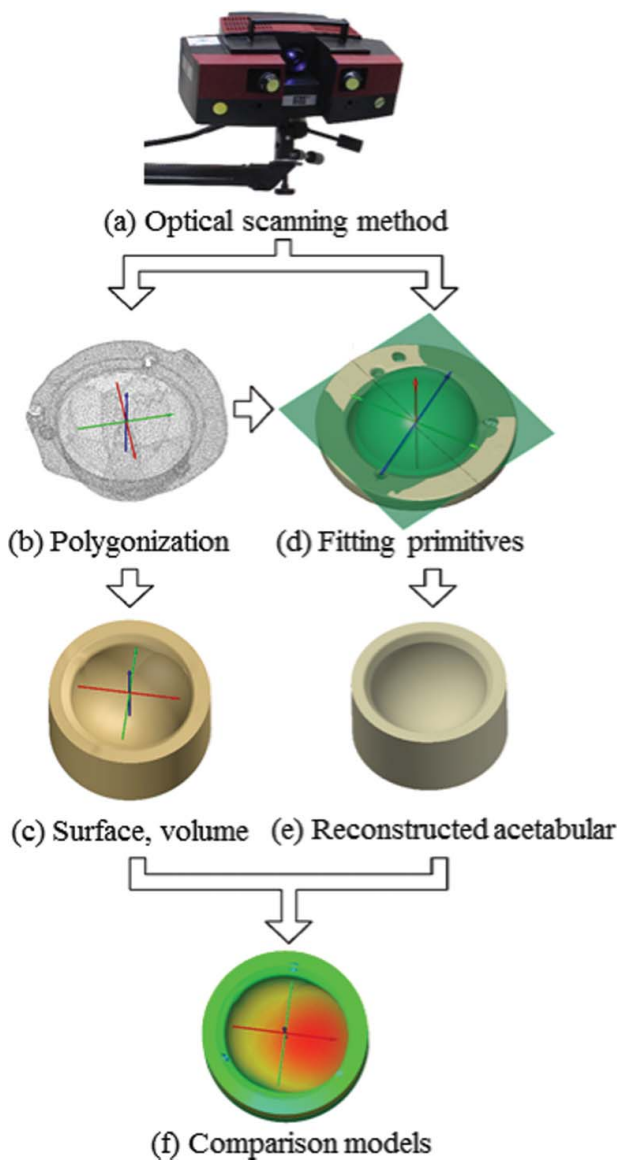 (a) Optical scanning method
(b) Polygonization
(d) Fitting primitives
(c) Surface, volume
(e) Reconstructed acetabular
(f) Comparison models